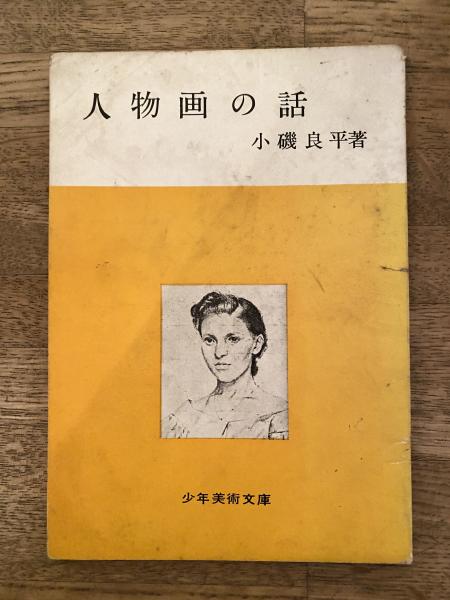 人物画の話
小磯良平著
少年美術文庫